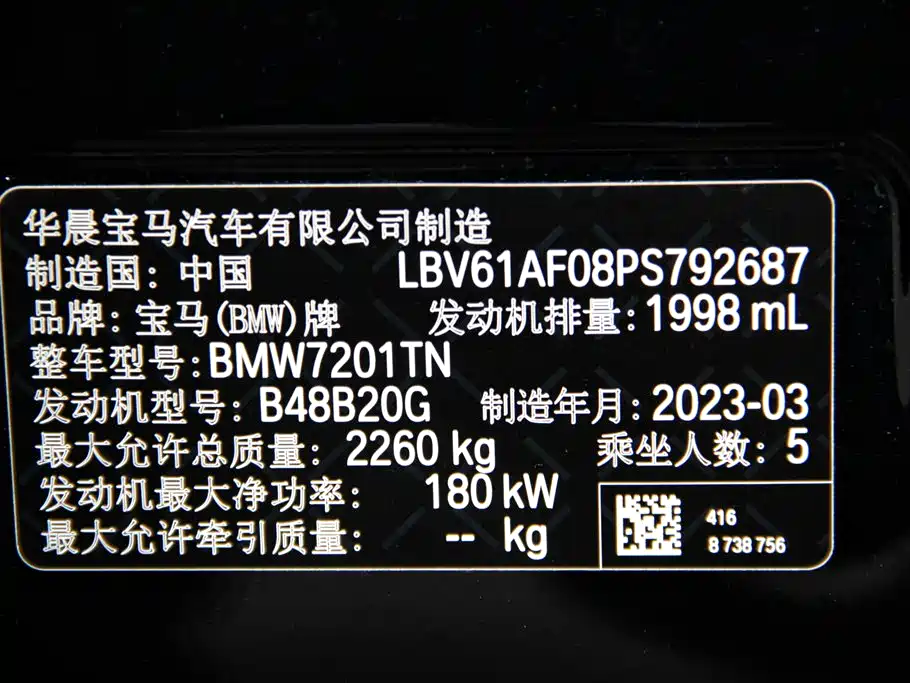 华晨宝马汽车有限公司制造
制造国：中国 LBV61AF08PS792687
品牌：宝马(BMW)牌 发动机排量：1998 mL
整车型号：BMW7201TN
发动机型号：B48B20G 制造年月：2023-03
最大允许总质量：2260 kg 乘坐人数：5
发动机最大净功率：180 kW
最大允许牵引质量：-- kg
416
8 738 756